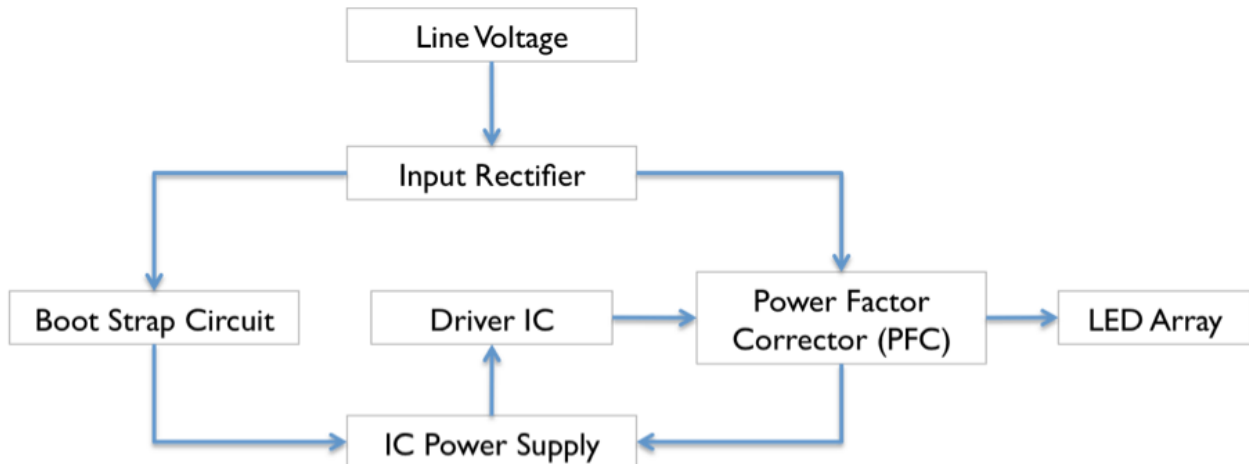 Line Voltage
Input Rectifier
Boot Strap Circuit
Driver IC
Power Factor
Corrector (PFC)
LED Array
IC Power Supply